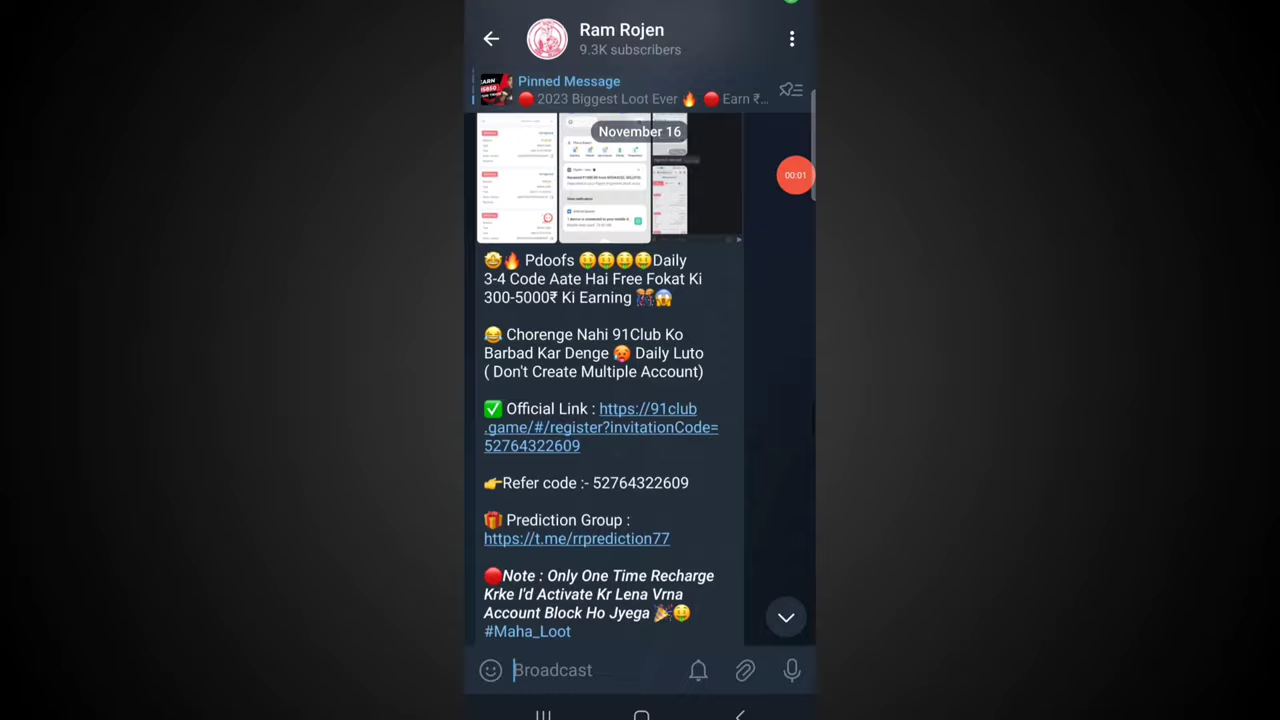 Ram Rojen
9.3K subscribers
Pinned Message
🔴 2023 Biggest Loot Ever 🔥 🔴 Earn ₹...
November 16
00:01
🤩🔥 Pdoofs 🤑🤑🤑🤑Daily
3-4 Code Aate Hai Free Fokat Ki
300-5000₹ Ki Earning 🎊😱
😂 Chorenge Nahi 91Club Ko
Barbad Kar Denge 🥵 Daily Luto
( Don't Create Multiple Account)
✅ Official Link : https://91club
.game/#/register?invitationCode=
52764322609
👉Refer code :- 52764322609
🎁 Prediction Group :
https://t.me/rrprediction77
🔴Note : Only One Time Recharge
Krke I'd Activate Kr Lena Vrna
Account Block Ho Jyega 🎉🤑
#Maha_Loot
Broadcast